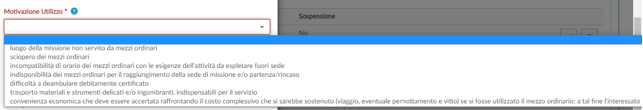 Sospensione
Motivazione Utilizzo * ?
No
luogo della missione non servito da mezzi ordinari
sciopero dei mezzi ordinari
incompatibilità di orario dei mezzi ordinari con le esigenze dell'attività da espletare fuori sede
indisponibilità dei mezzi ordinari per il raggiungimento della sede di missione e/o partenza/rincaso
difficoltà a deambulare debitamente certificato
trasporto materiali e strumenti delicati e/o ingombranti, indispensabili per il servizio
convenienza economica che deve essere accertata raffrontando il costo complessivo che si sarebbe sostenuto (viaggio, eventuale pernottamento e vitto) se si fosse utilizzato il mezzo ordinario; a tal fine l'interessato